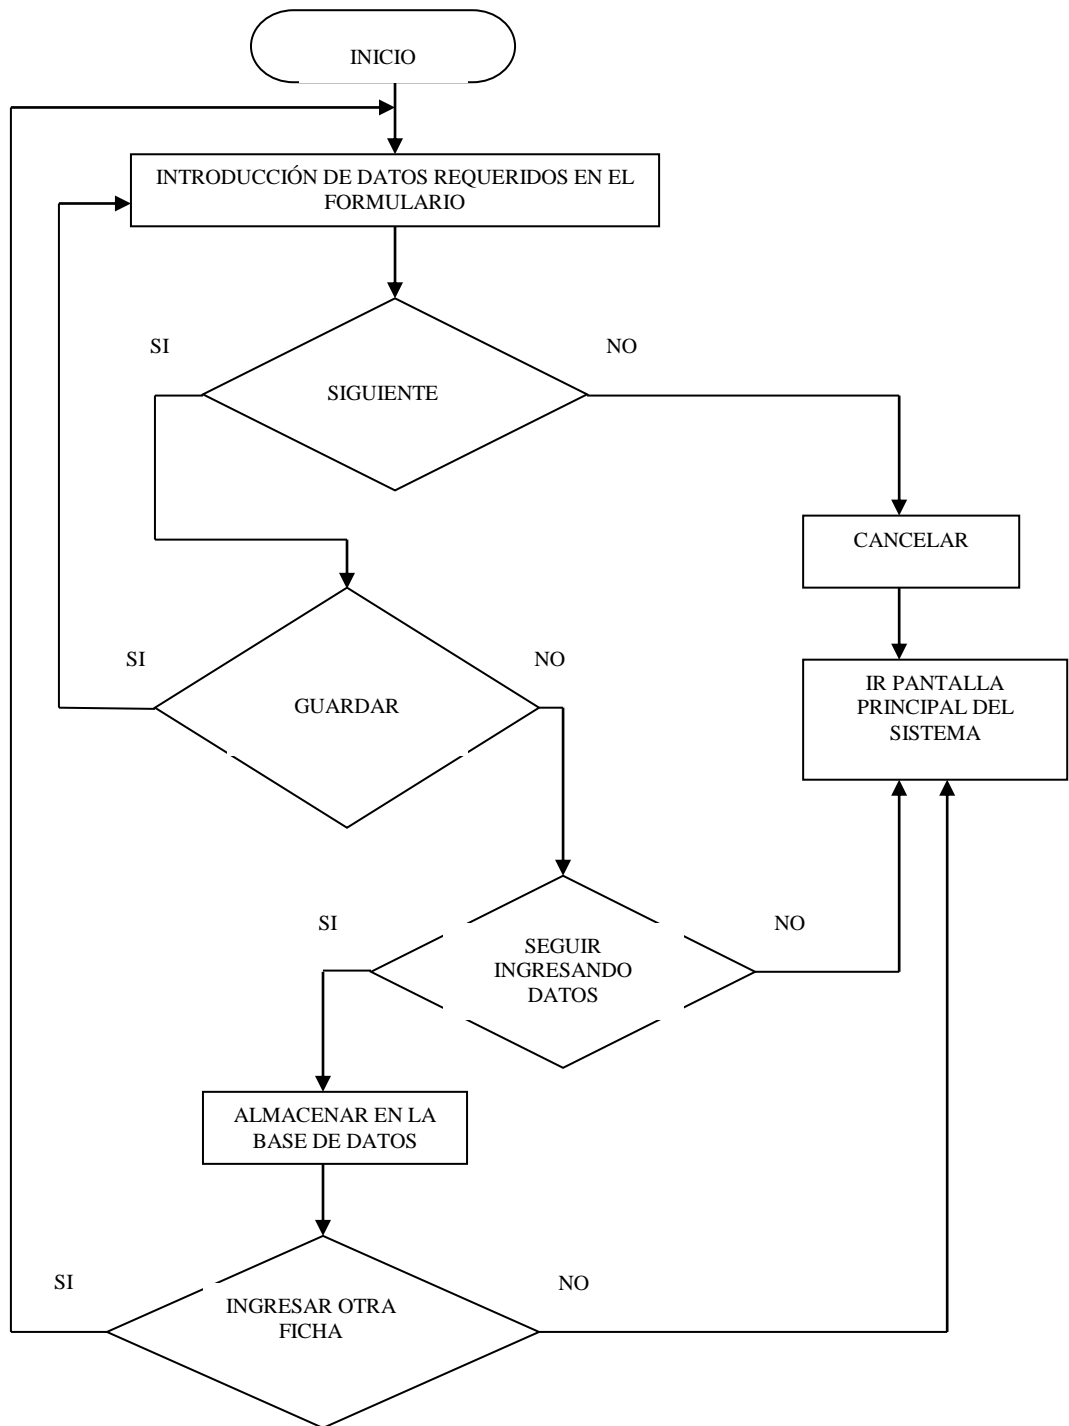 INICIO
INTRODUCCIÓN DE DATOS REQUERIDOS EN EL
FORMULARIO
SI
NO
SIGUIENTE
CANCELAR
SI
NO
GUARDAR
IR PANTALLA
PRINCIPAL DEL
SISTEMA
SI
NO
SEGUIR
INGRESANDO
DATOS
ALMACENAR EN LA
BASE DE DATOS
SI
NO
INGRESAR OTRA
FICHA